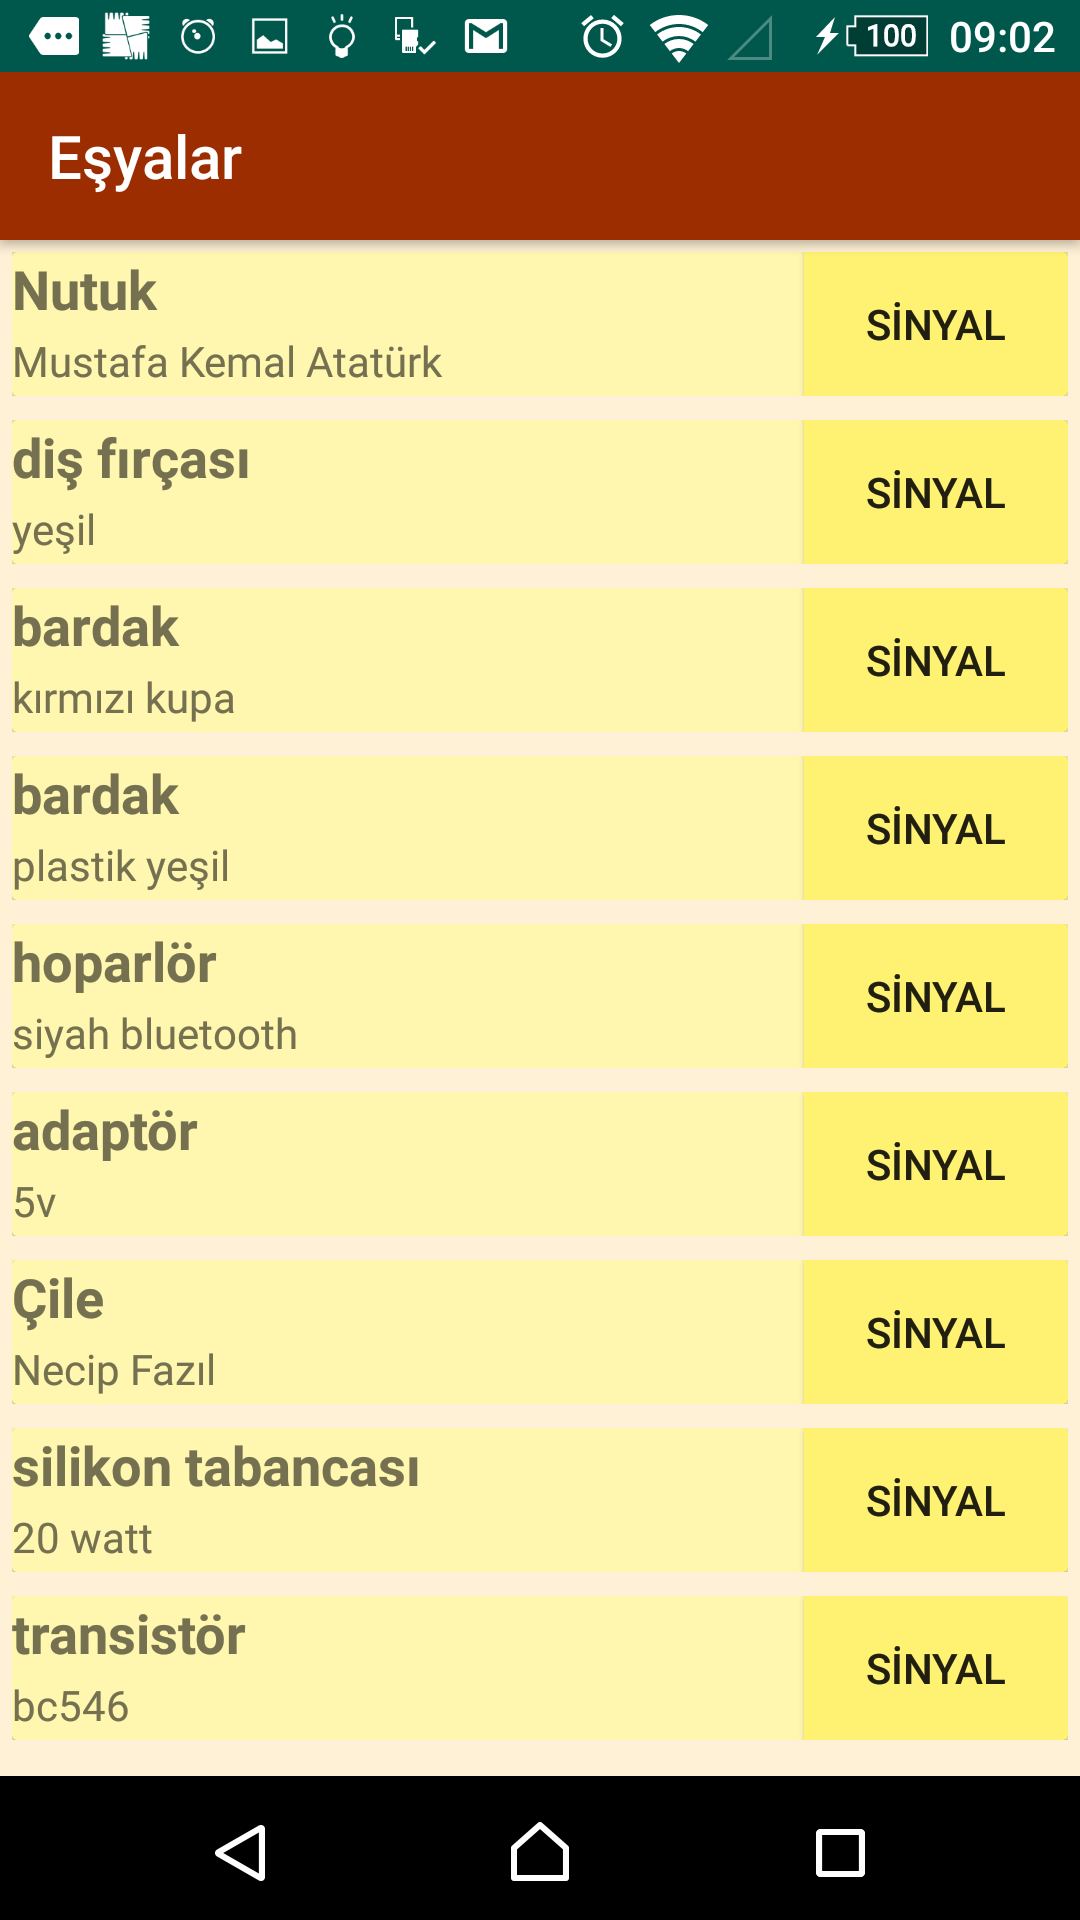 100 09:02
Eşyalar
Nutuk
Mustafa Kemal Atatürk
SİNYAL
diş fırçası
yeşil
SİNYAL
bardak
kırmızı kupa
SİNYAL
bardak
plastik yeşil
SİNYAL
hoparlör
siyah bluetooth
SİNYAL
adaptör
5v
SİNYAL
Çile
Necip Fazıl
SİNYAL
silikon tabancası
20 watt
SİNYAL
transistör
bc546
SİNYAL